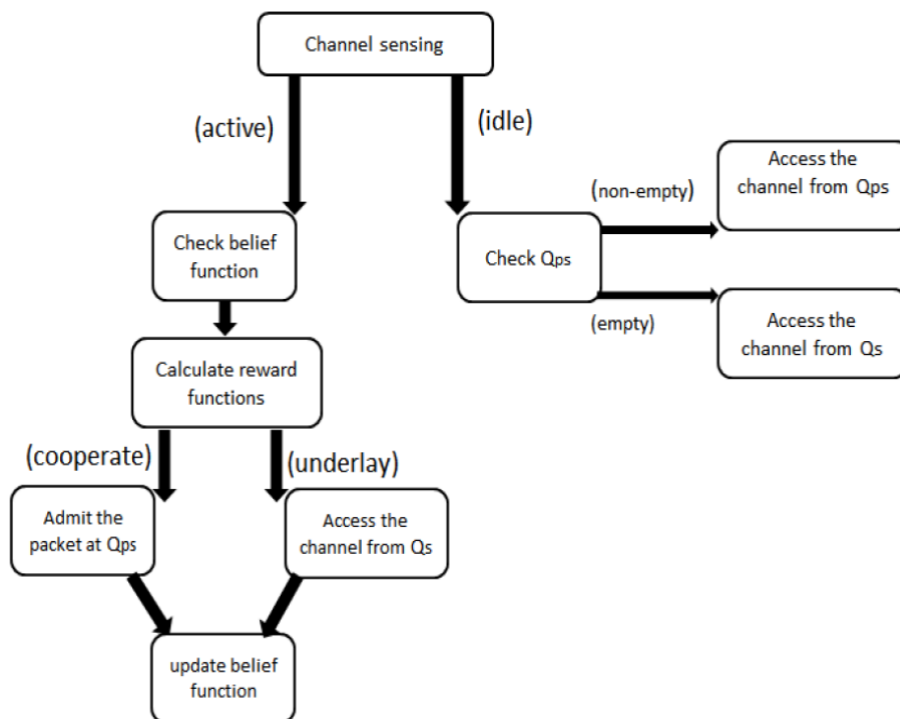 Channel sensing
(active)
(idle)
(non-empty)
Access the
channel from Qps
Check belief
function
Check Qps
(empty)
Access the
channel from Qs
Calculate reward
functions
(cooperate)
(underlay)
Admit the
packet at Qps
Access the
channel from Qs
update belief
function